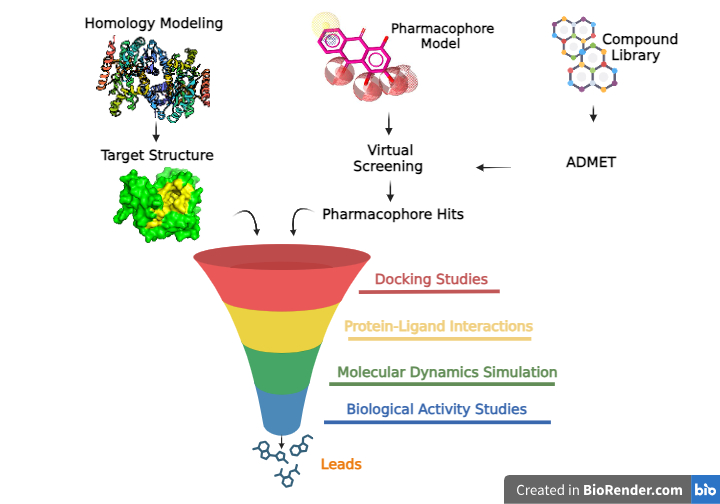 Homology Modeling
Pharmacophore
Model
Compound
Library
Target Structure
Virtual
Screening
ADMET
Pharmacophore Hits
Docking Studies
Protein-Ligand Interactions
Molecular Dynamics Simulation
Biological Activity Studies
Leads
Created in BioRender.com bio